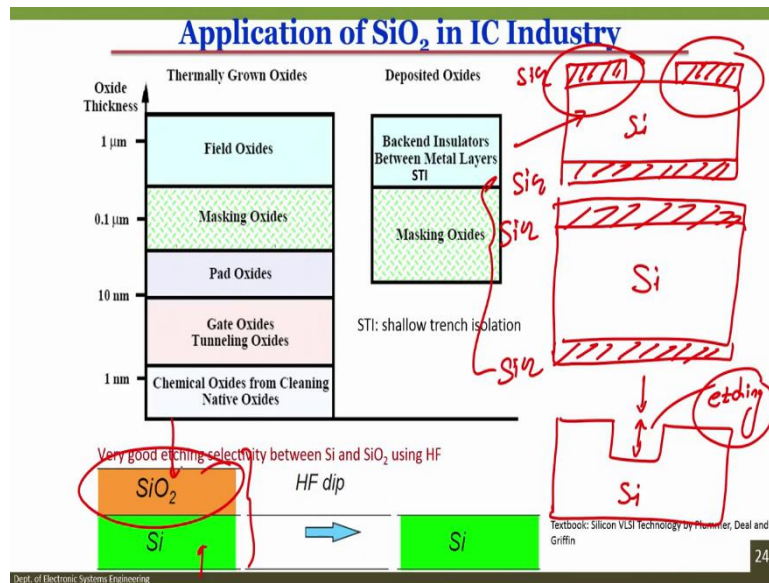 Application of SiO2 in IC Industry
Thermally Grown Oxides
Deposited Oxides
Oxide
Thickness
1 μm
0.1 μm
10 nm
1 nm
Field Oxides
Masking Oxides
Pad Oxides
Gate Oxides
Tunneling Oxides
Chemical Oxides from Cleaning
Native Oxides
Backend Insulators
Between Metal Layers
STI
Masking Oxides
STI: shallow trench isolation
Si
Si
etching
Si
Very good etching selectivity between Si and SiO2 using HF
SiO2
Si
HF dip
Si
Textbook: Silicon VLSI Technology by Plummer, Deal and
Griffin
24
Dept. of Electronic Systems Engineering